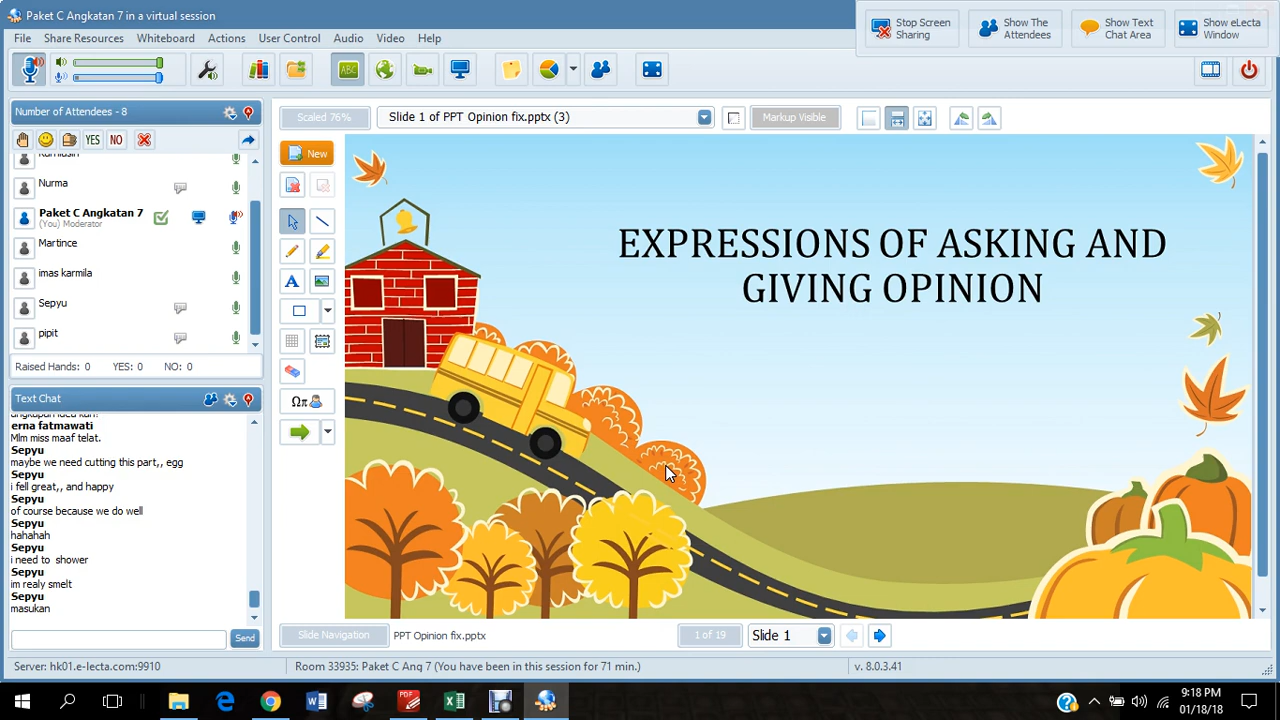 Paket C Angkatan 7 in a virtual session
Stop Screen Sharing
Show The Attendees
Show Text Chat Area
Show eLecta Window
File Share Resources Whiteboard Actions User Control Audio Video Help
ABC
Number of Attendees - 8
YES NO
Nurma
Paket C Angkatan 7
(You) Moderator
Martince
imas karmila
Sepyu
pipit
Raised Hands: 0 YES: 0 NO: 0
Text Chat
erna fatmawati
Mlm miss maaf telat.
Sepyu
maybe we need cutting this part,, egg
Sepyu
i fell great,, and happy
Sepyu
of course because we do well
Sepyu
hahahah
Sepyu
i need to shower
Sepyu
im realy smelt
Sepyu
masukan
Send
Scaled 76%
Slide 1 of PPT Opinion fix.pptx (3)
Markup Visible
New
A
Ωπ
EXPRESSIONS OF ASKING AND
GIVING OPINION
Slide Navigation
PPT Opinion fix.pptx
1 of 19
Slide 1
Server: hk01.e-lecta.com:9910
Room 33935: Paket C Ang 7 (You have been in this session for 71 min.)
v. 8.0.3.41
PDF
9:18 PM
01/18/18